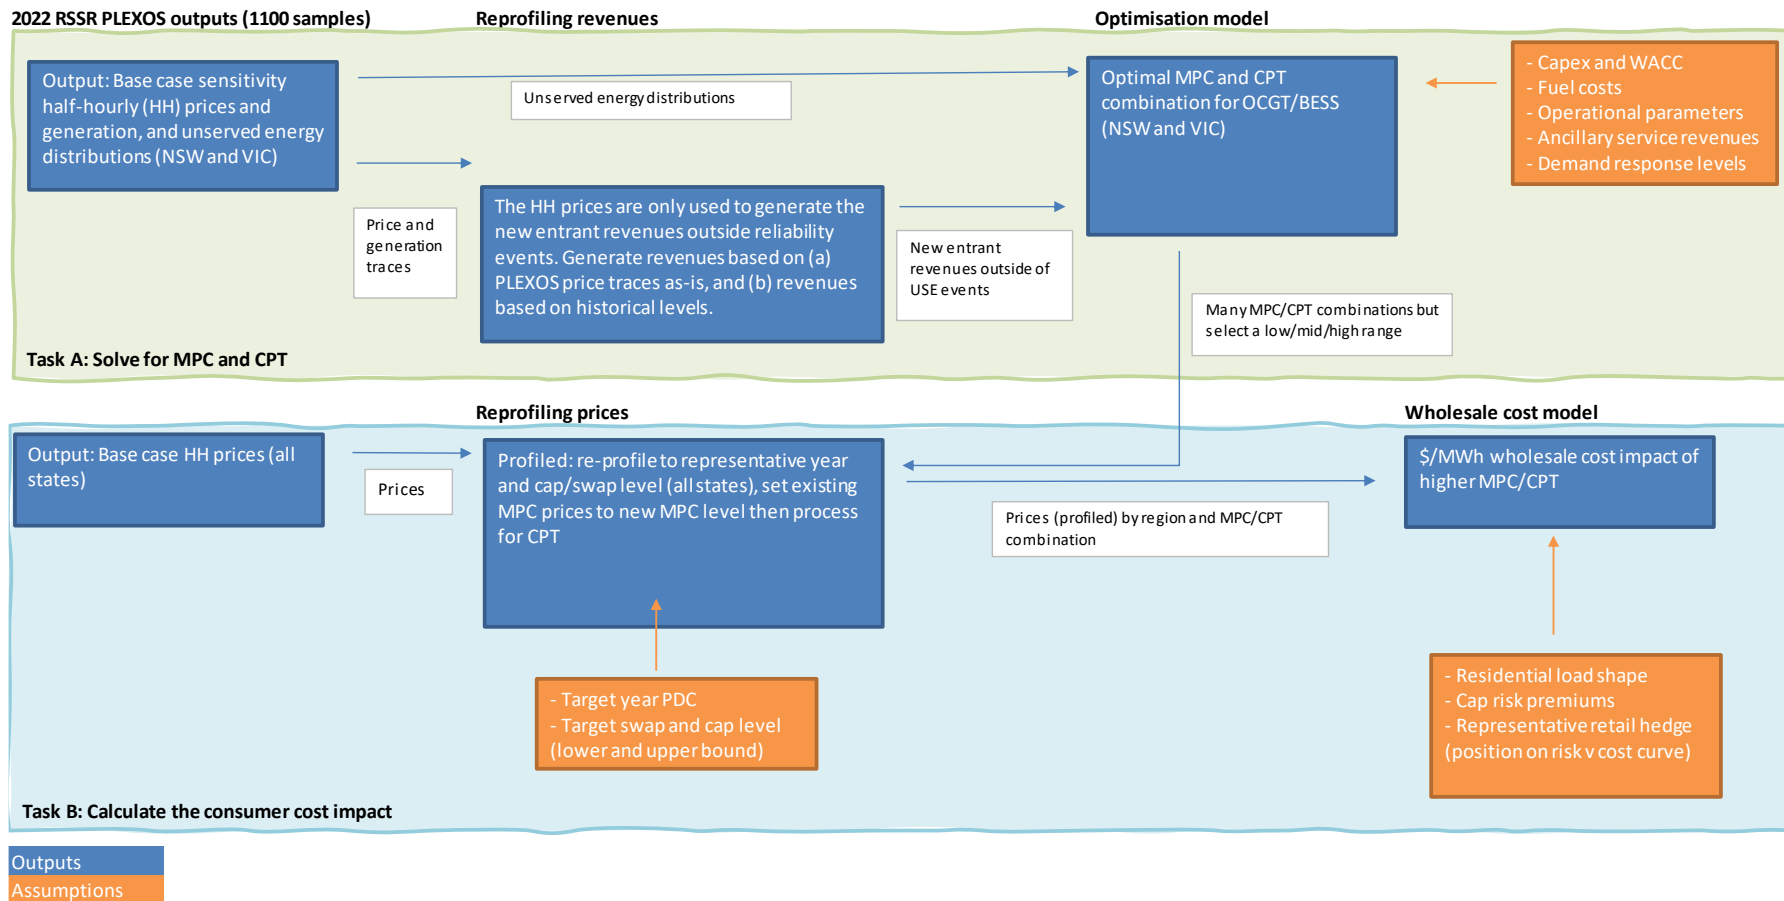 2022 RSSR PLEXOS outputs (1100 samples)
Reprofiling revenues
Optimisation model
Output: Base case sensitivity
half-hourly (HH) prices and
generation, and unserved energy
distributions (NSW and VIC)
Unserved energy distributions
Optimal MPC and CPT
combination for OCGT/BESS
(NSW and VIC)
- Capex and WACC
- Fuel costs
- Operational parameters
- Ancillary service revenues
- Demand response levels
Price and
generation
traces
The HH prices are only used to generate the
new entrant revenues outside reliability
events. Generate revenues based on (a)
PLEXOS price traces as-is, and (b) revenues
based on historical levels.
New entrant
revenues outside of
USE events
Many MPC/CPT combinations but
select a low/mid/high range
Task A: Solve for MPC and CPT
Reprofiling prices
Wholesale cost model
Output: Base case HH prices (all
states)
Prices
Profiled: re-profile to representative year
and cap/swap level (all states), set existing
MPC prices to new MPC level then process
for CPT
Prices (profiled) by region and MPC/CPT
combination
$/MWh wholesale cost impact of
higher MPC/CPT
- Target year PDC
- Target swap and cap level
(lower and upper bound)
- Residential load shape
- Cap risk premiums
- Representative retail hedge
(position on risk v cost curve)
Task B: Calculate the consumer cost impact
Outputs
Assumptions